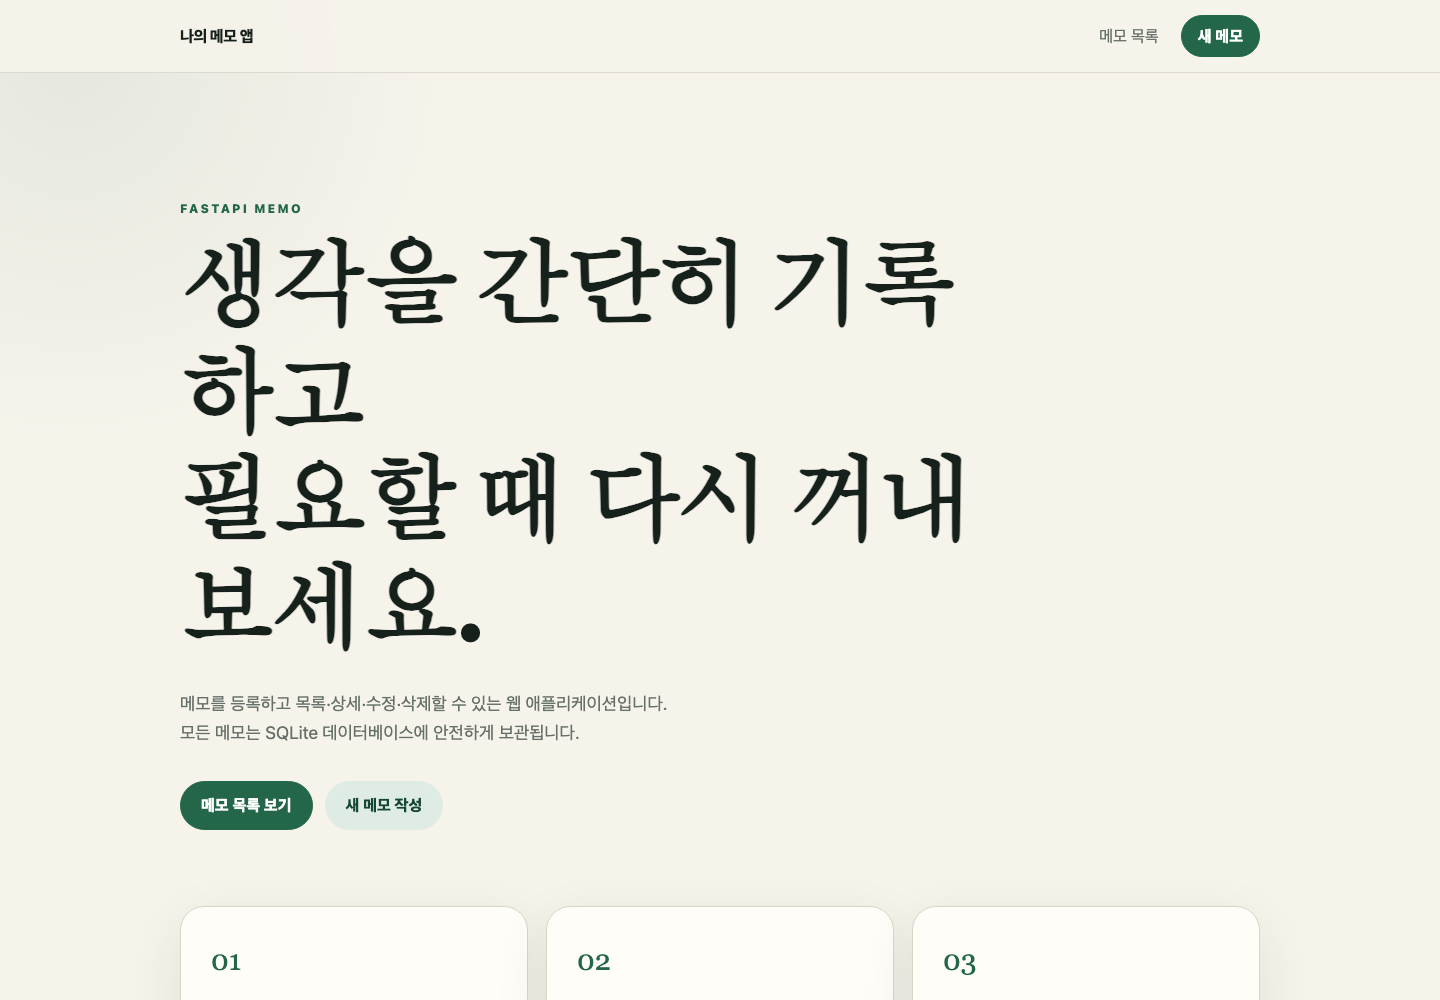 나의 메모 앱
메모 목록
새 메모
FASTAPI MEMO
생각을 간단히 기록
하고
필요할 때 다시 꺼내
보세요.
메모를 등록하고 목록·상세·수정·삭제할 수 있는 웹 애플리케이션입니다.
모든 메모는 SQLite 데이터베이스에 안전하게 보관됩니다.
메모 목록 보기
새 메모 작성
01
02
03